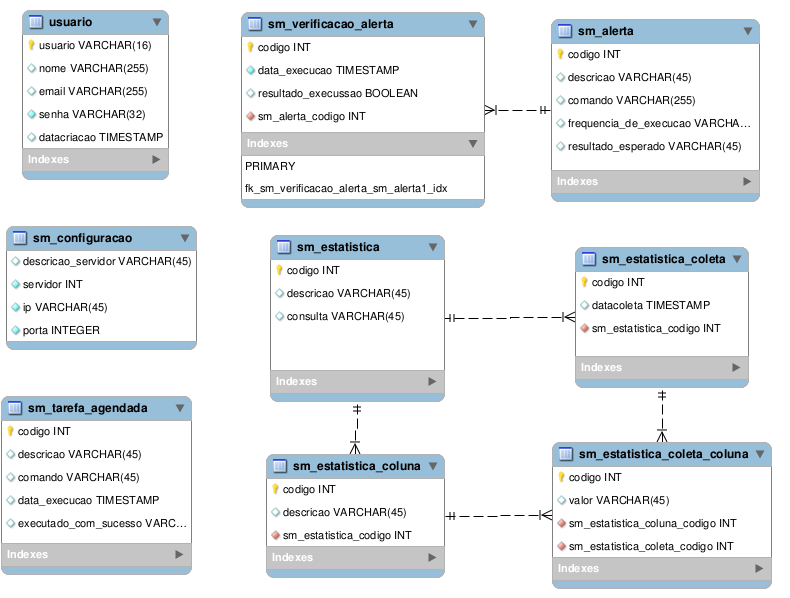 usuario
usuario VARCHAR(16)
nome VARCHAR(255)
email VARCHAR(255)
senha VARCHAR(32)
datacriacao TIMESTAMP
Indexes
sm_verificacao_alerta
codigo INT
data_execucao TIMESTAMP
resultado_execussao BOOLEAN
sm_alerta_codigo INT
Indexes
PRIMARY
fk_sm_verificacao_alerta_sm_alerta1_idx
sm_alerta
codigo INT
descricao VARCHAR(45)
comando VARCHAR(255)
frequencia_de_execucao VARCHA...
resultado_esperado VARCHAR(45)
Indexes
sm_configuracao
descricao_servidor VARCHAR(45)
servidor INT
ip VARCHAR(45)
porta INTEGER
sm_estatistica
codigo INT
descricao VARCHAR(45)
consulta VARCHAR(45)
Indexes
sm_estatistica_coleta
codigo INT
datacoleta TIMESTAMP
sm_estatistica_codigo INT
Indexes
sm_tarefa_agendada
codigo INT
descricao VARCHAR(45)
comando VARCHAR(45)
data_execucao TIMESTAMP
executado_com_sucesso VARC...
Indexes
sm_estatistica_coluna
codigo INT
descricao VARCHAR(45)
sm_estatistica_codigo INT
Indexes
sm_estatistica_coleta_coluna
codigo INT
valor VARCHAR(45)
sm_estatistica_coluna_codigo INT
sm_estatistica_coleta_codigo INT
Indexes